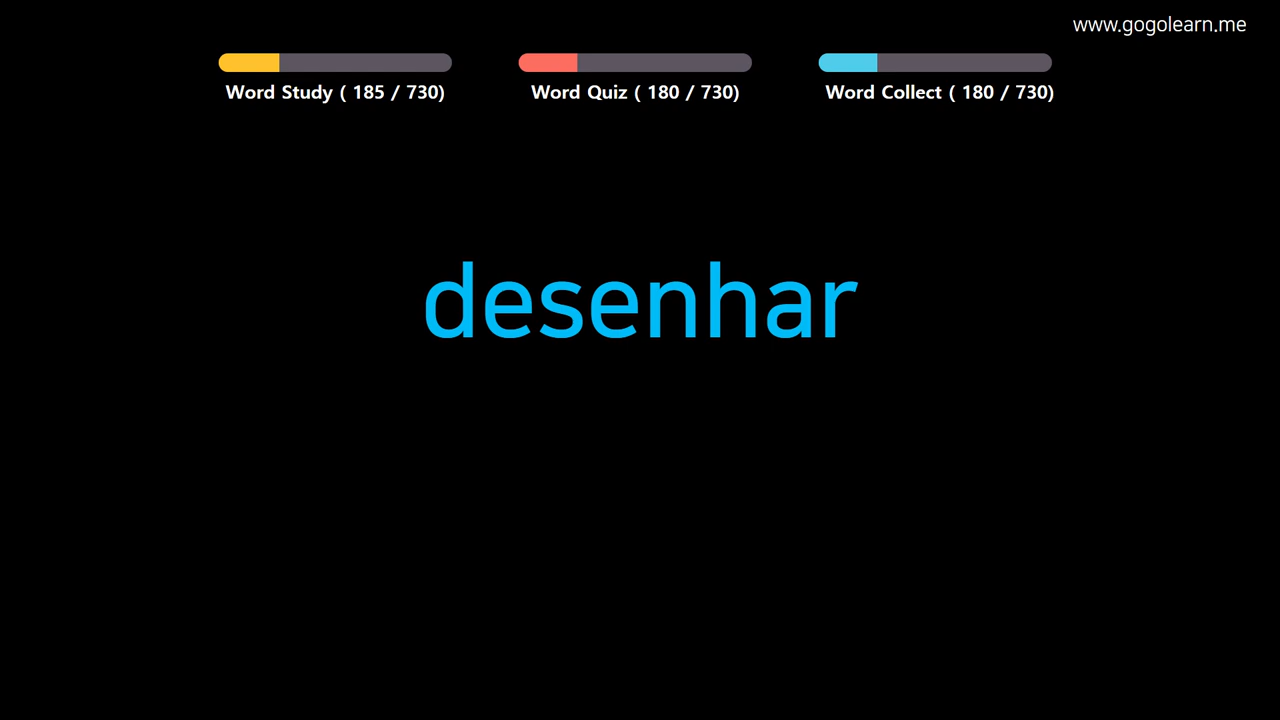 www.gogolearn.me
Word Study ( 185 / 730)
Word Quiz ( 180 / 730)
Word Collect ( 180 / 730)
desenhar